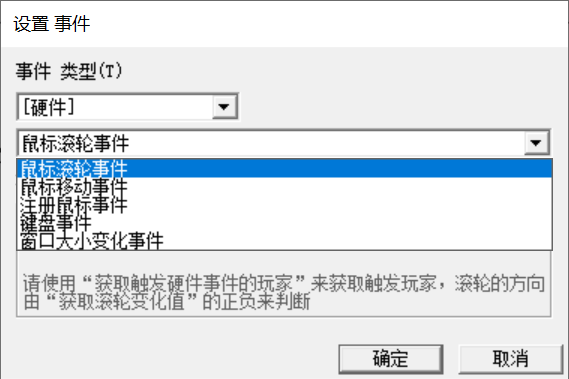 设置 事件
事件 类型(T)
[硬件]
鼠标滚轮事件
鼠标滚轮事件
鼠标移动事件
注册鼠标事件
键盘事件
窗口大小变化事件
请使用“获取触发硬件事件的玩家”来获取触发玩家，滚轮的方向
由“获取滚轮变化值”的正负来判断
确定 取消